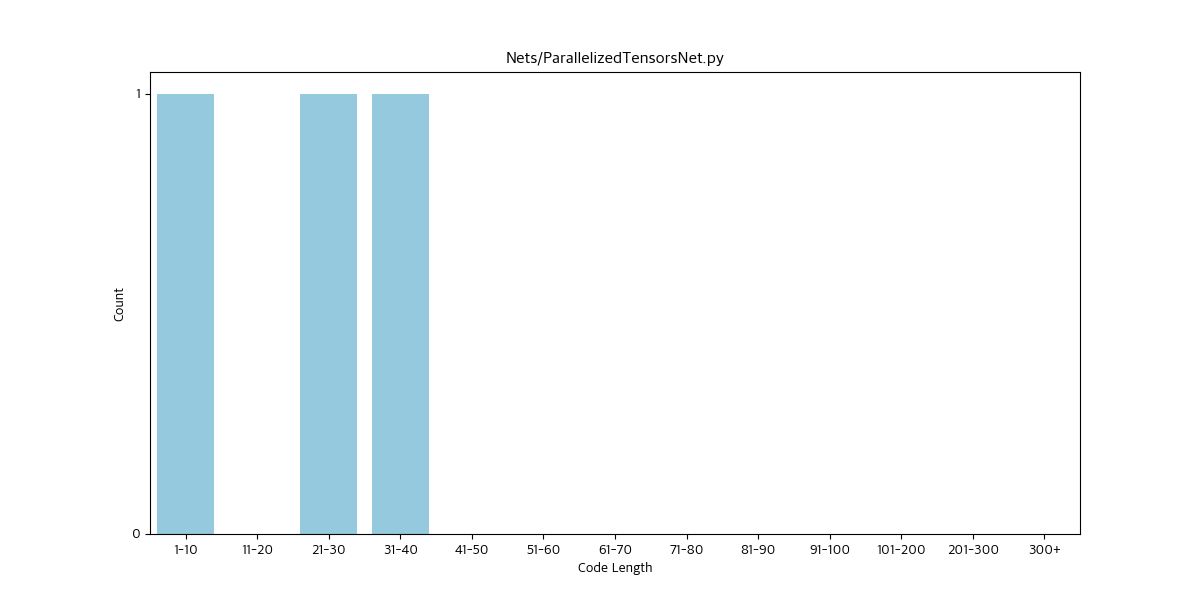 Nets/ParallelizedTensorsNet.py
1
Count
0
1-10 11-20 21-30 31-40 41-50 51-60 61-70 71-80 81-90 91-100 101-200 201-300 300+
Code Length